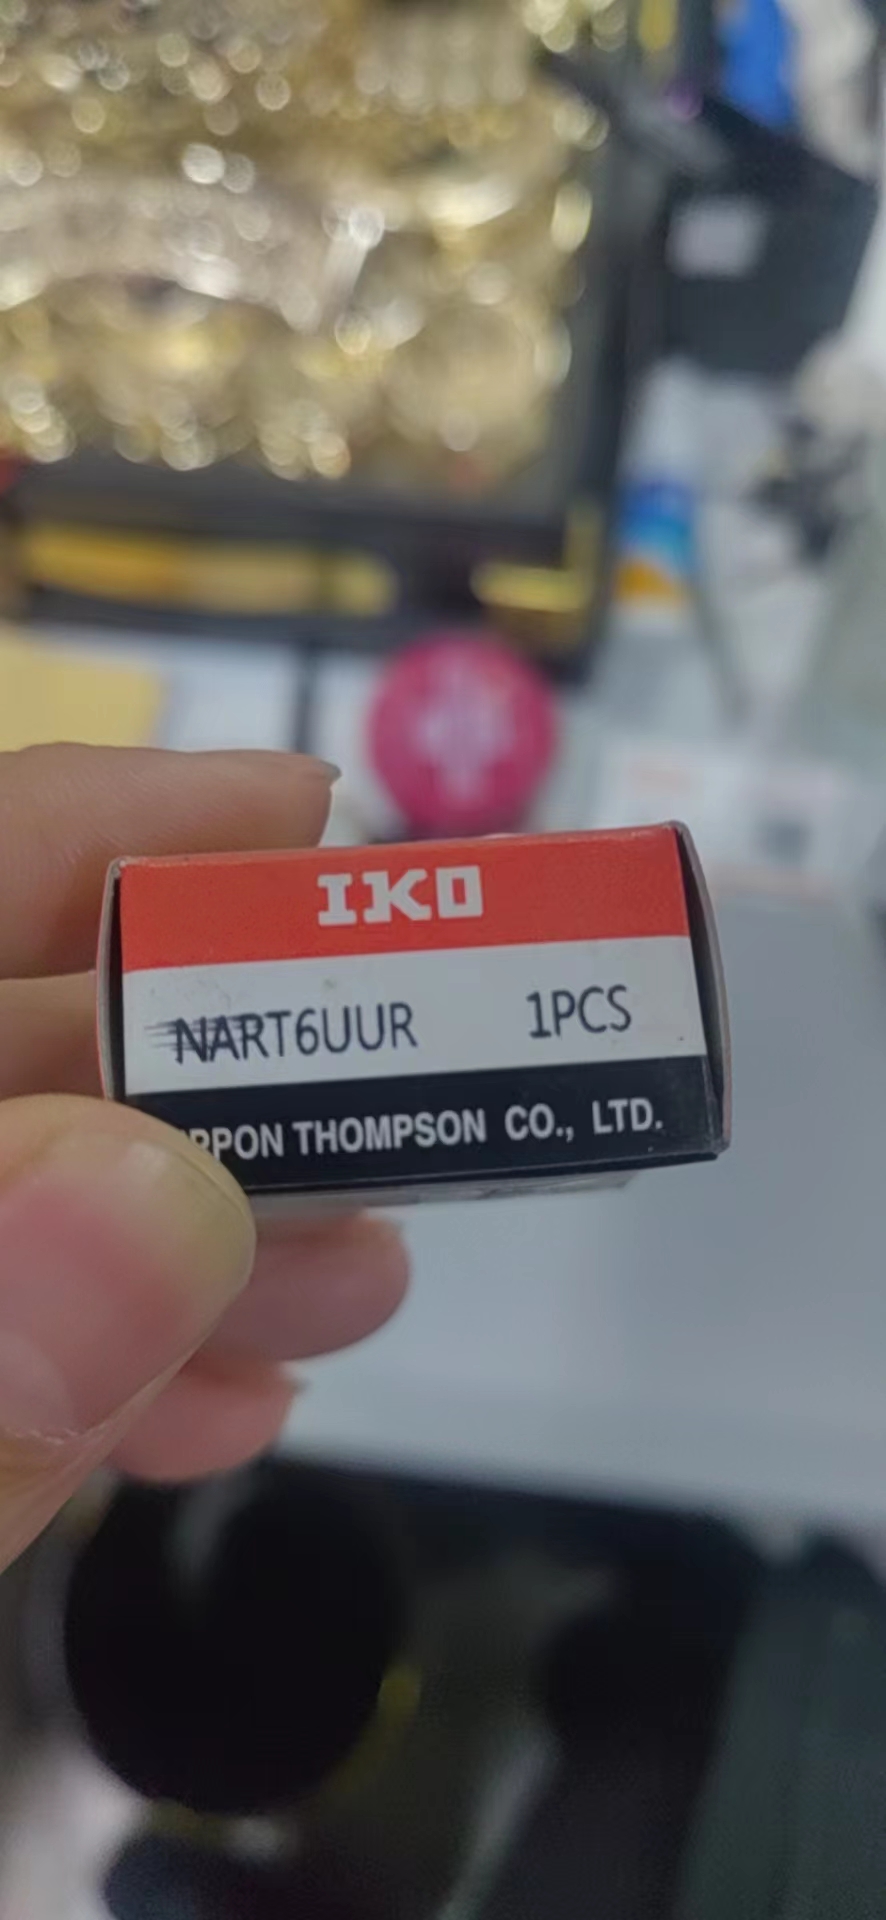 IKO
NART6UUR 1PCS
PPON THOMPSON CO., LTD.